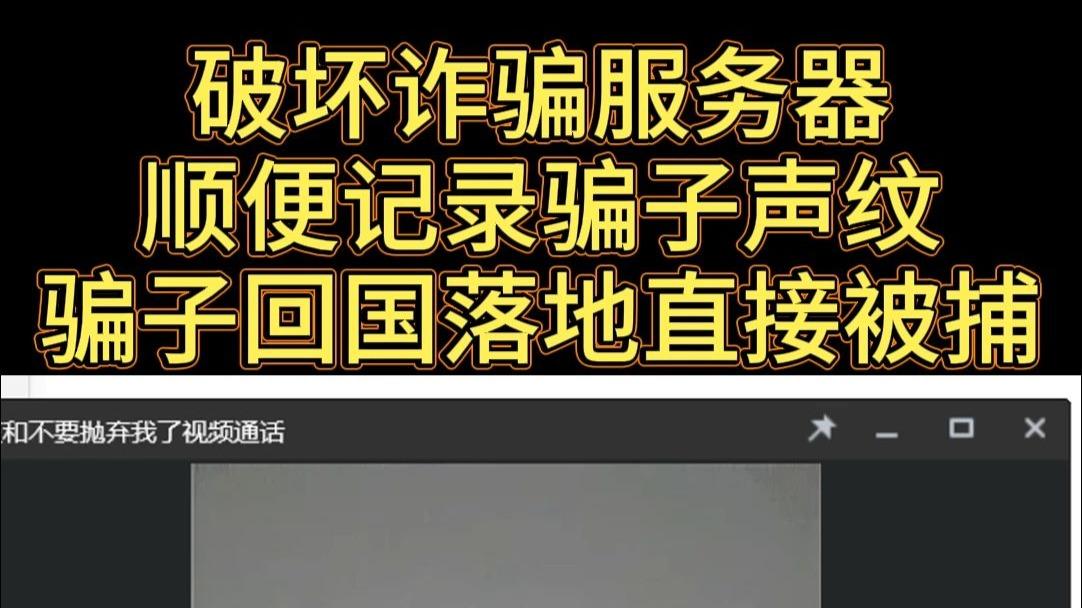 破坏诈骗服务器
顺便记录骗子声纹
骗子回国落地直接被捕
和不要抛弃我了视频通话